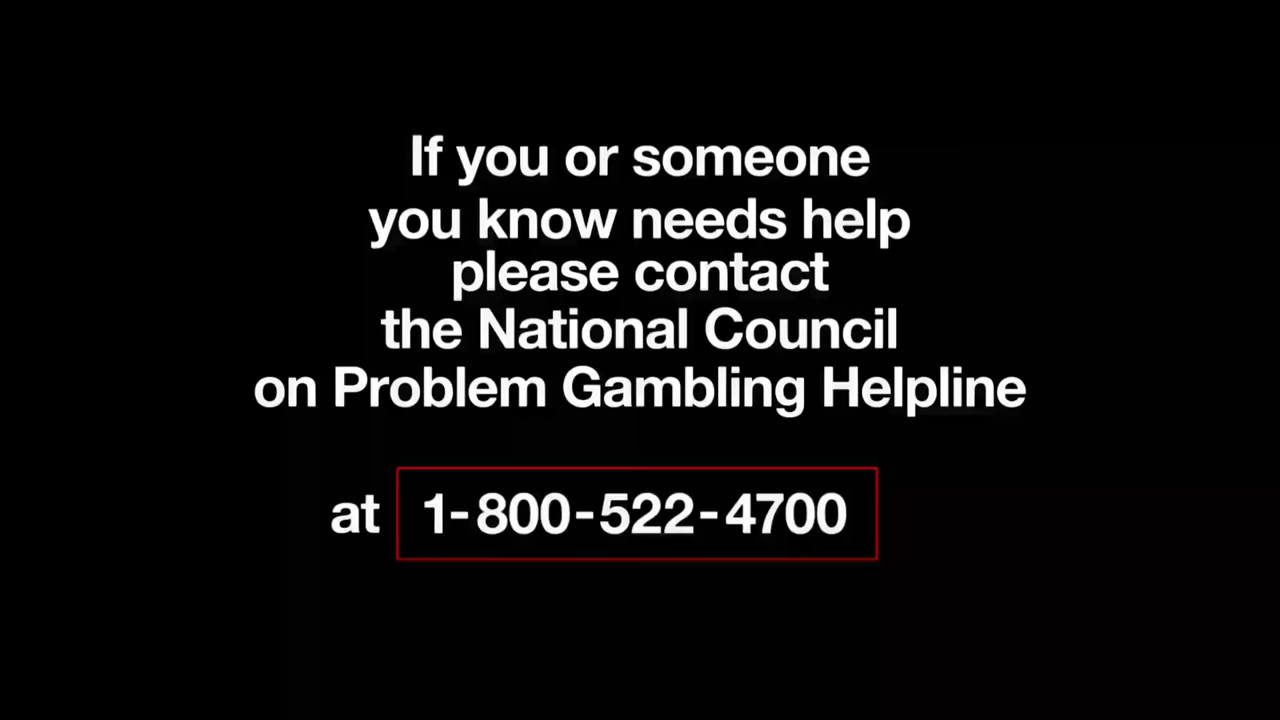 If you or someone
you know needs help
please contact
the National Council
on Problem Gambling Helpline
at 1-800-522-4700